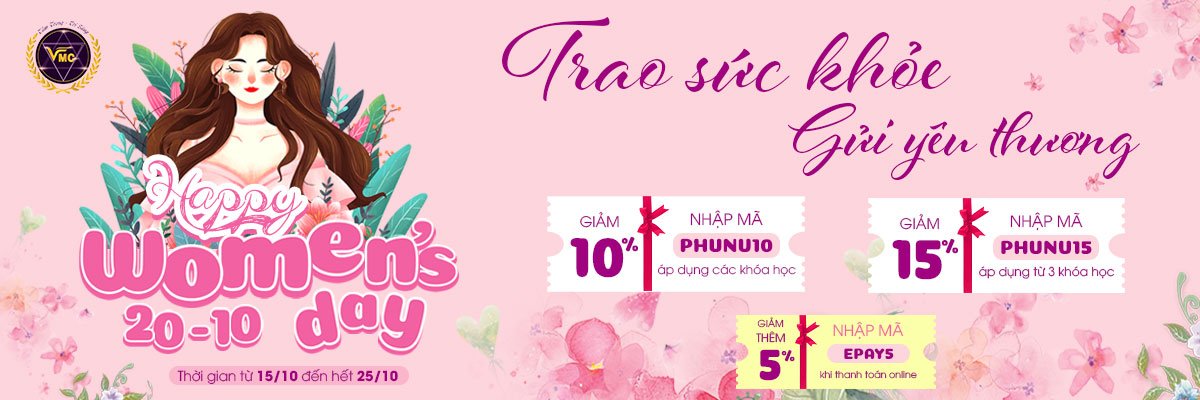 VMC
Happy
Women's
20-10 day
Thời gian từ 15/10 đến hết 25/10
Trao sức khỏe
Gửi yêu thương
GIẢM
10%
NHẬP MÃ
PHUNU10
áp dụng các khóa học
GIẢM
15%
NHẬP MÃ
PHUNU15
áp dụng từ 3 khóa học
GIẢM
THÊM
5%
NHẬP MÃ
EPAY5
khi thanh toán online